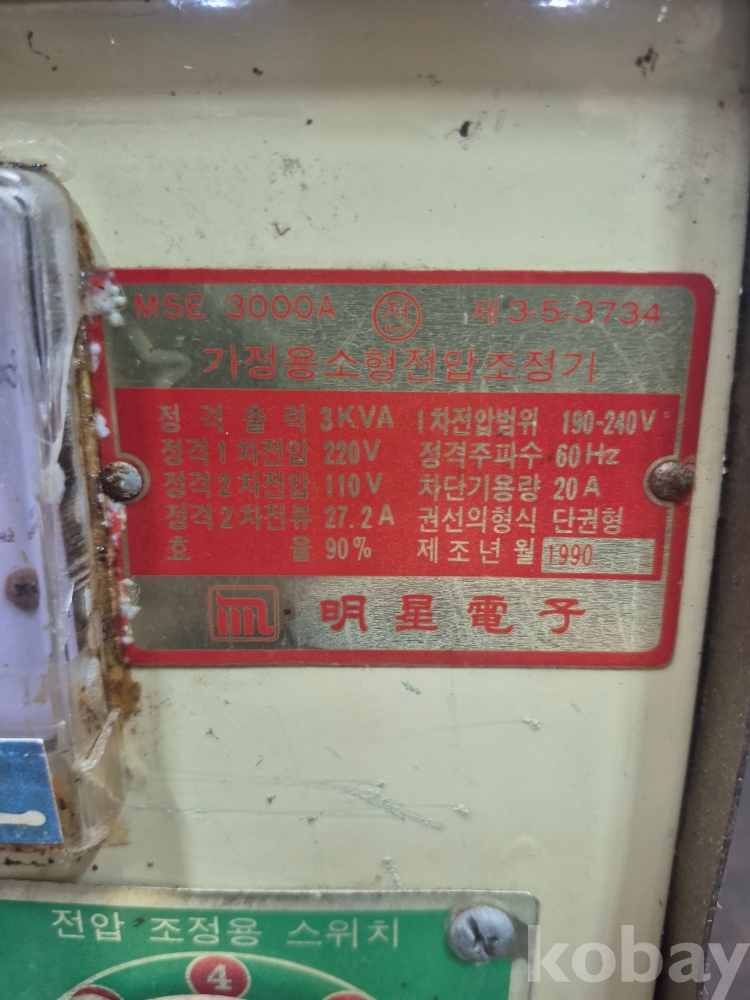 MSE 3000A 전 제3-5-3734
가정용소형전압조정기
정격출력 3KVA 1차전압범위 190-240V
정격1차전압 220V 정격주파수 60Hz
정격2차전압 110V 차단기용량 20A
정격2차전류 27.2A 권선의형식 단권형
효율 90% 제조년월 1990
m 明星電子
전압 조정용 스위치
4
kobay